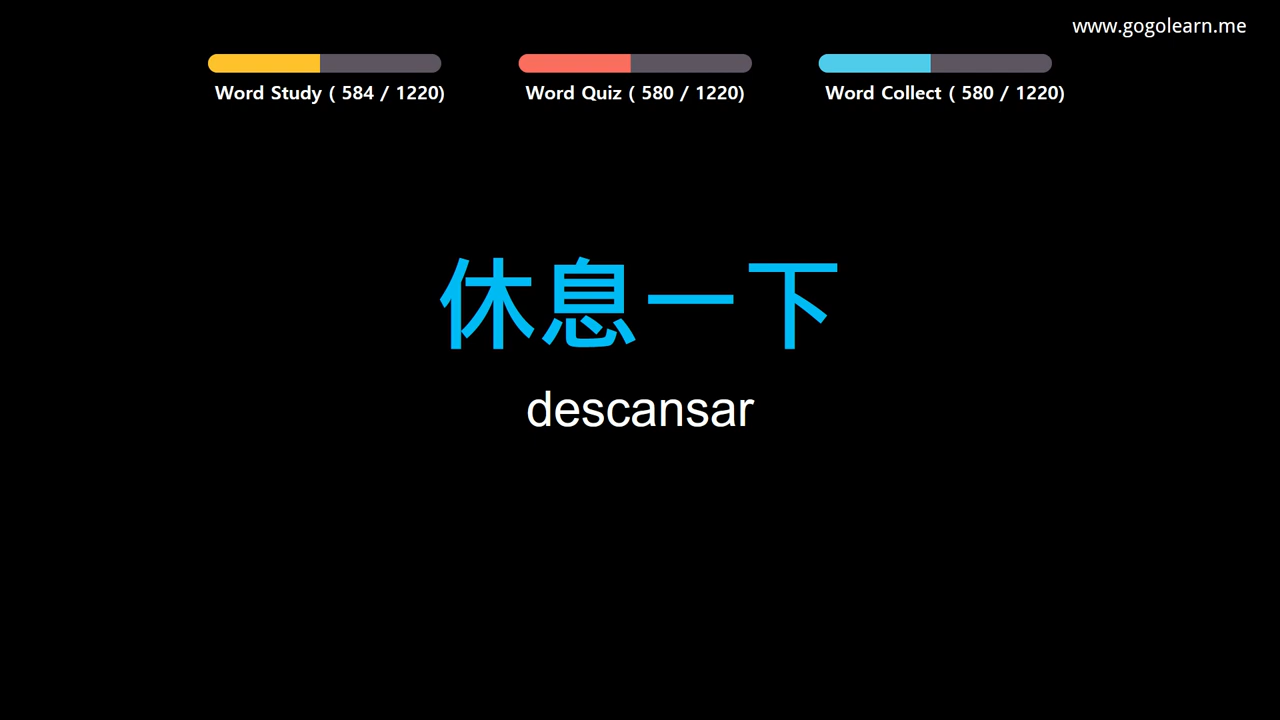 www.gogolearn.me
Word Study ( 584 / 1220)
Word Quiz ( 580 / 1220)
Word Collect ( 580 / 1220)
休息一下
descansar